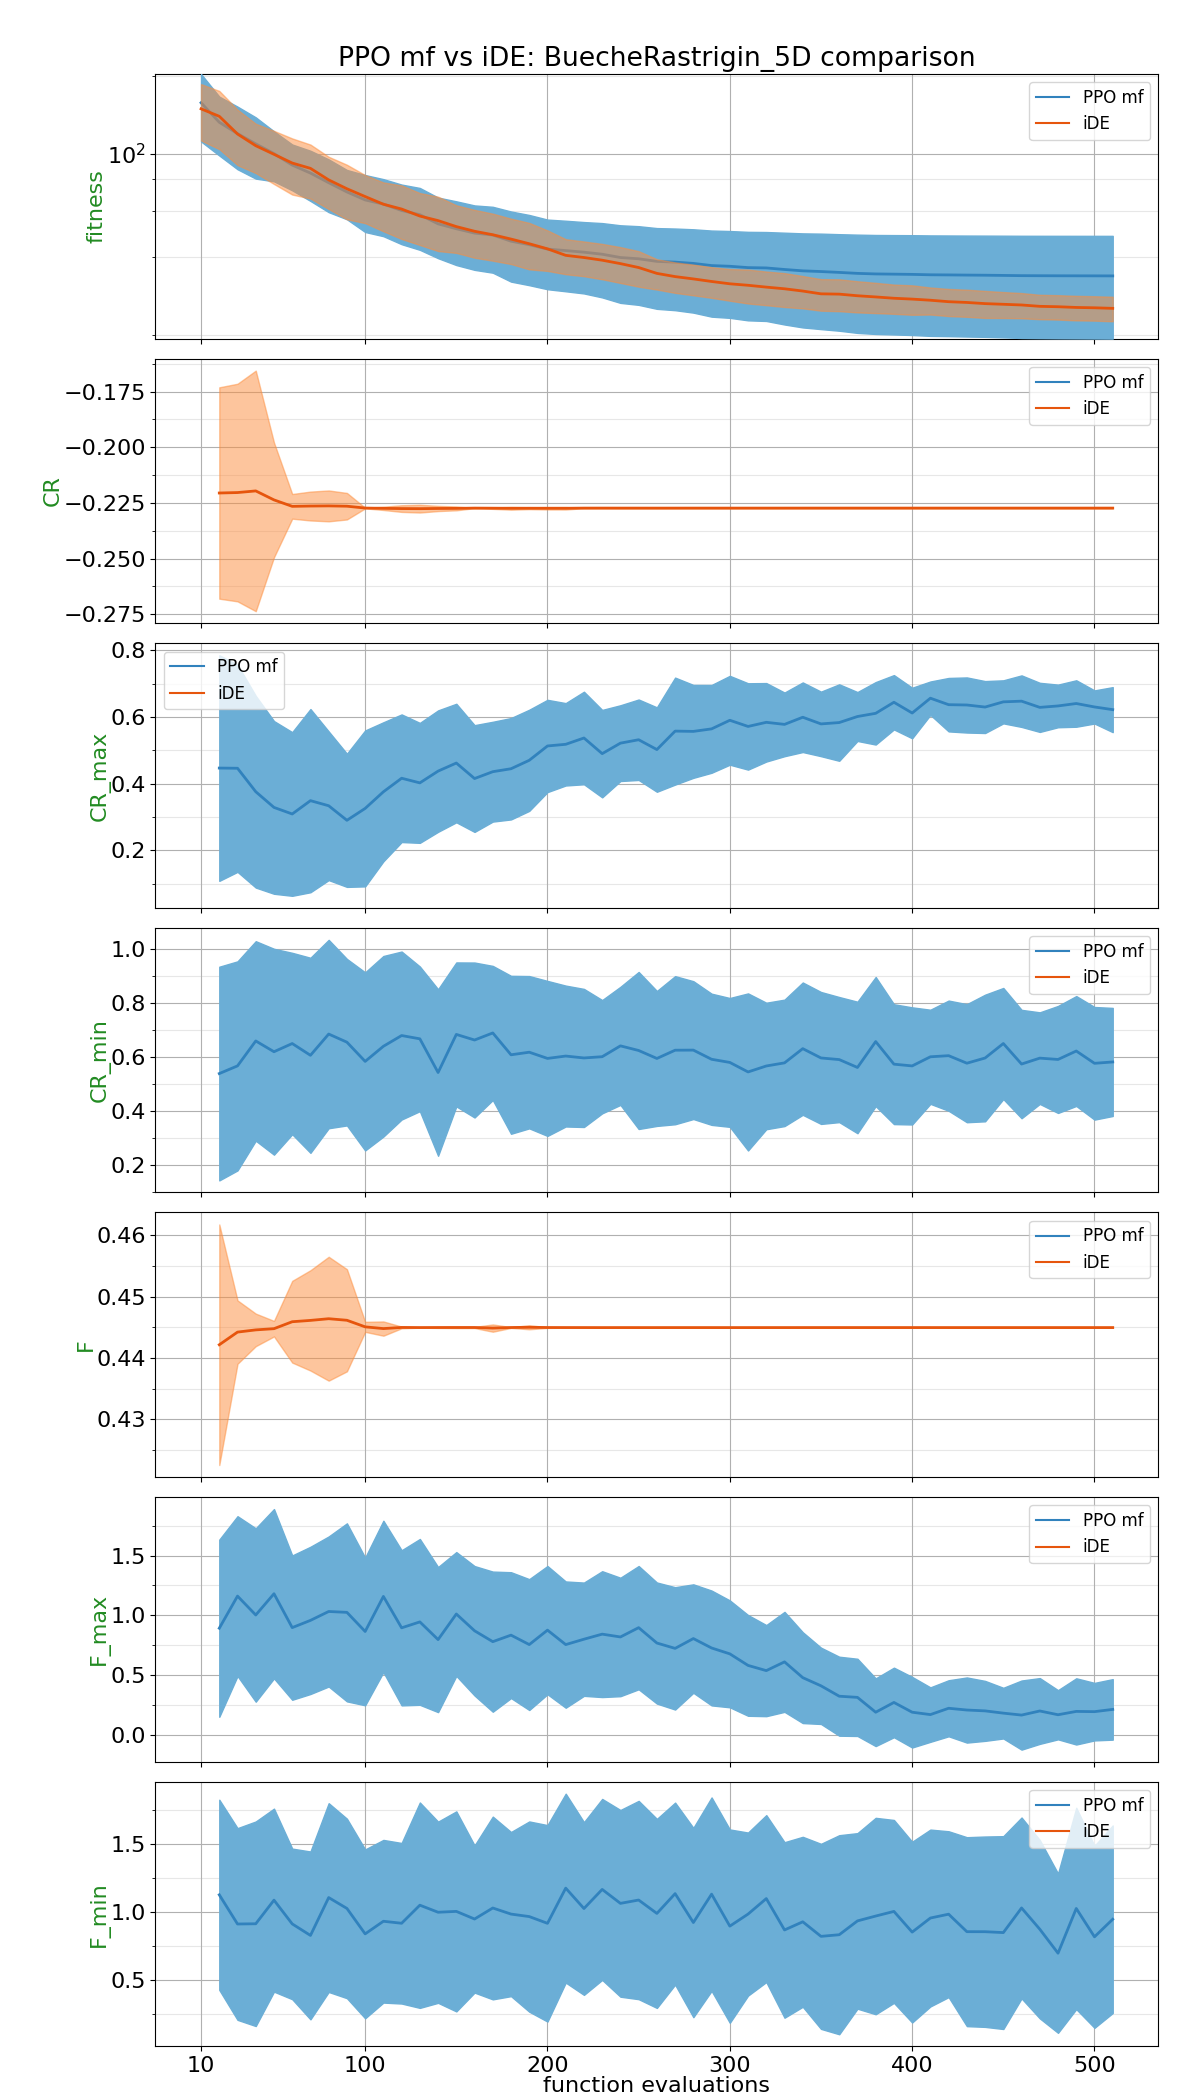 PPO mf vs iDE: BuecheRastrigin_5D comparison
fitness
10²
PPO mf
iDE
CR
−0.175
−0.200
−0.225
−0.250
−0.275
PPO mf
iDE
CR_max
0.8
0.6
0.4
0.2
PPO mf
iDE
CR_min
1.0
0.8
0.6
0.4
0.2
PPO mf
iDE
F
0.46
0.45
0.44
0.43
PPO mf
iDE
F_max
1.5
1.0
0.5
0.0
PPO mf
iDE
F_min
1.5
1.0
0.5
PPO mf
iDE
10 100 200 300 400 500
function evaluations